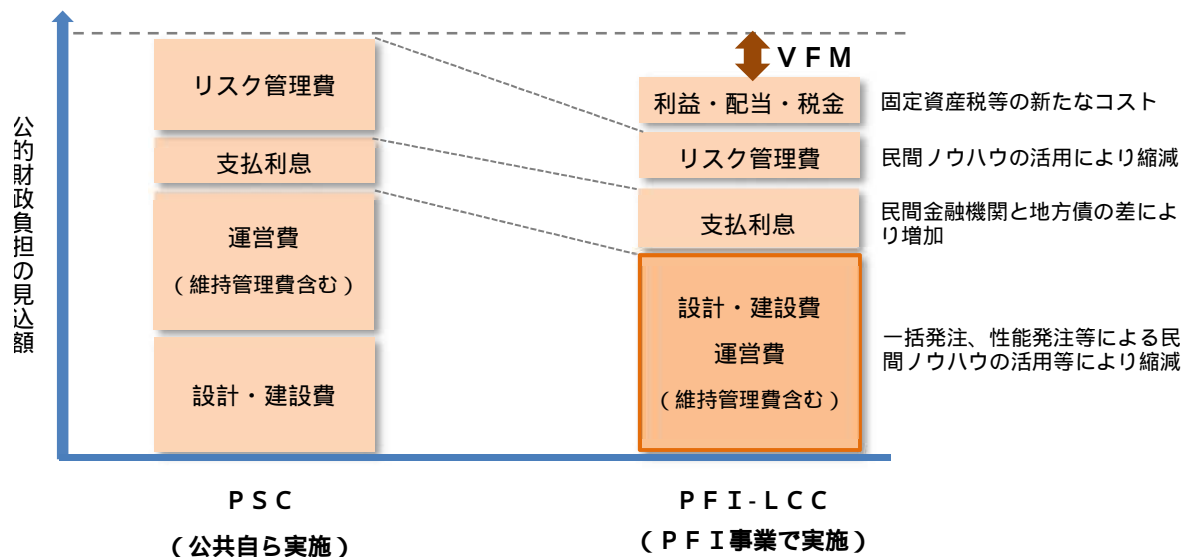 公的財政負担の見込額
リスク管理費
支払利息
運営費
(維持管理費含む)
設計・建設費
PSC
(公共自ら実施)
VFM
利益・配当・税金
固定資産税等の新たなコスト
リスク管理費
民間ノウハウの活用により縮減
支払利息
民間金融機関と地方債の差によ
り増加
設計・建設費
運営費
(維持管理費含む)
一括発注、性能発注等による民
間ノウハウの活用等により縮減
PFI-LCC
(PFI事業で実施)